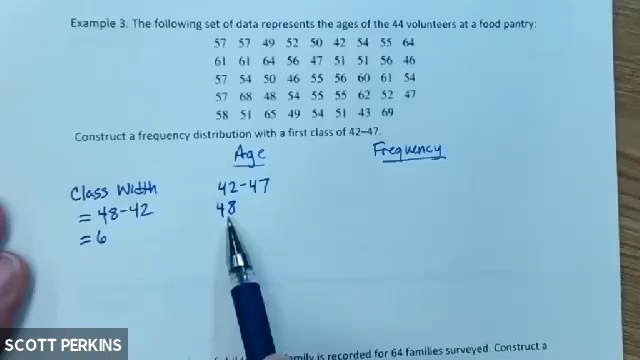 Example 3. The following set of data represents the ages of the 44 volunteers at a food pantry:
57 57 49 52 50 42 54 55 64
61 61 64 56 47 51 51 56 46
57 54 50 46 55 56 60 61 54
57 68 48 54 55 55 62 52 47
58 51 65 49 54 51 43 69
Construct a frequency distribution with a first class of 42–47.
Age Frequency
Class Width 42-47
= 48-42 48
= 6
SCOTT PERKINS
family is recorded for 64 families surveyed. Construct a